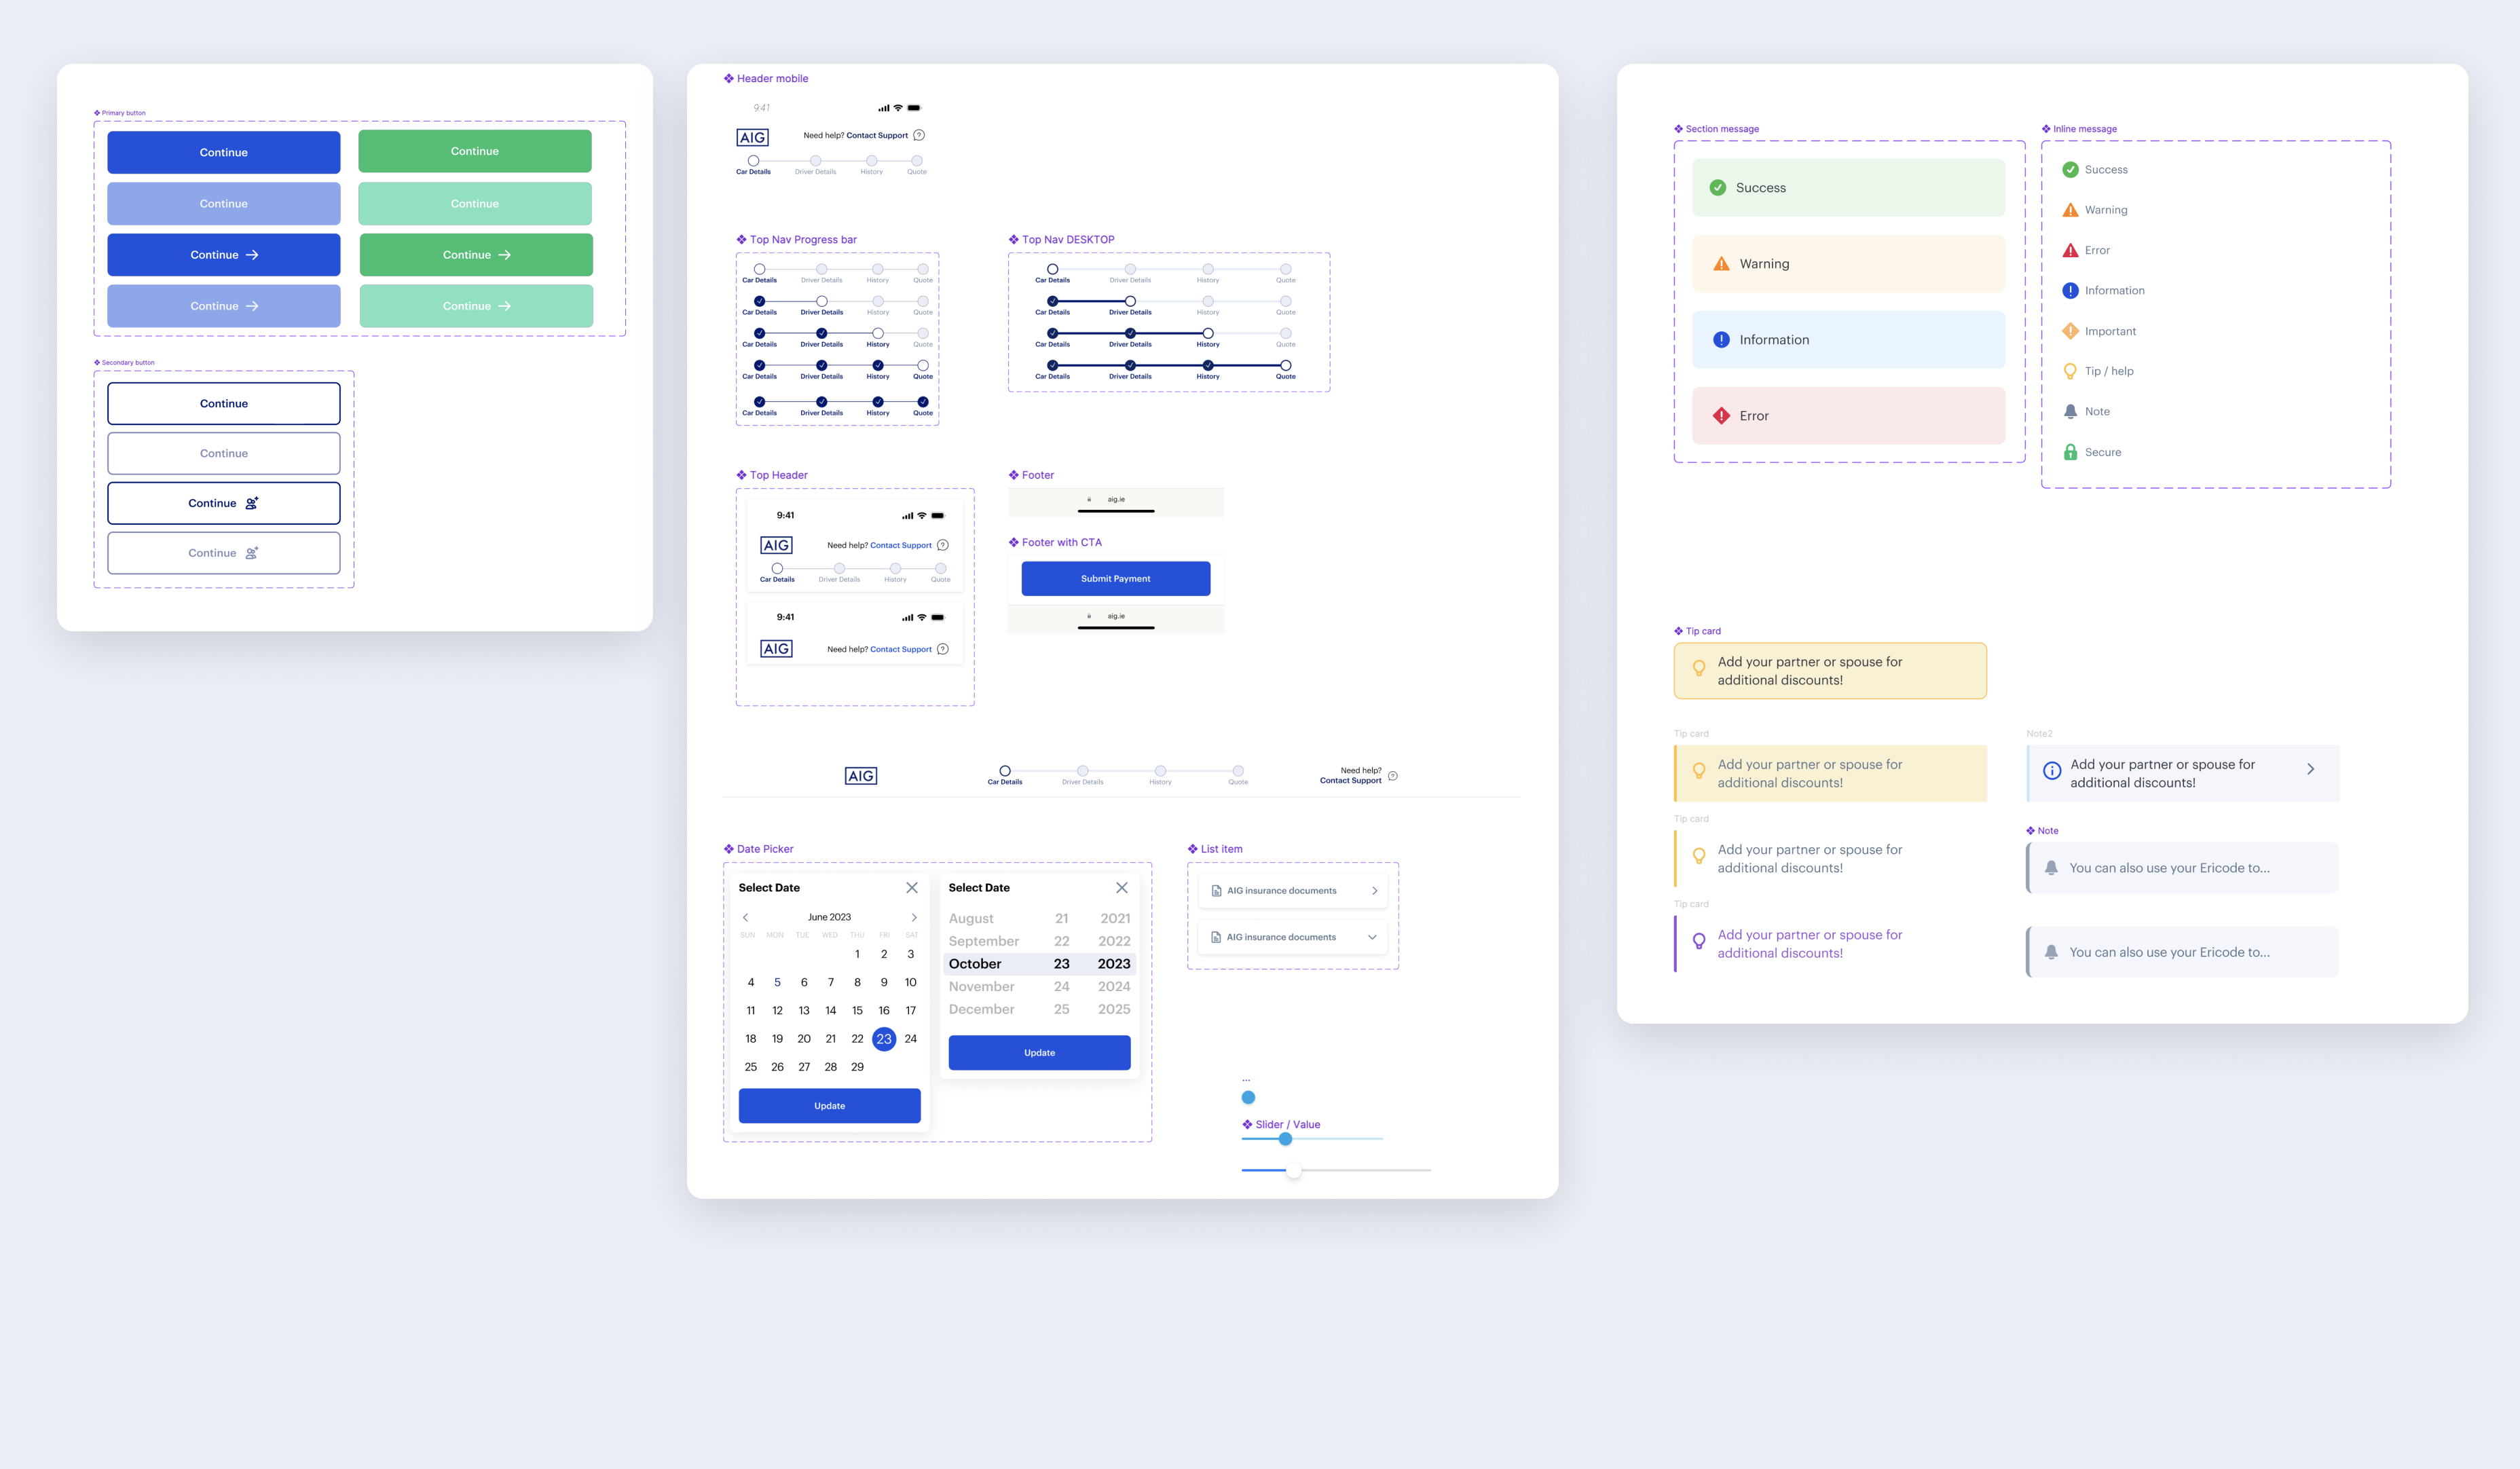 Primary button
Continue
Continue
Continue
Continue
Continue
Continue
Continue
Continue
Secondary button
Continue
Continue
Continue
Continue
Header mobile
9:41
AIG
Need help? Contact Support
Car Details Driver Details History Quote
Top Nav Progress bar
Car Details Driver Details History Quote
Car Details Driver Details History Quote
Car Details Driver Details History Quote
Car Details Driver Details History Quote
Car Details Driver Details History Quote
Top Nav DESKTOP
Car Details Driver Details History Quote
Car Details Driver Details History Quote
Car Details Driver Details History Quote
Car Details Driver Details History Quote
Top Header
9:41
AIG
Need help? Contact Support
Car Details Driver Details History Quote
9:41
AIG
Need help? Contact Support
Footer
aig.ie
Footer with CTA
Submit Payment
aig.ie
AIG
Car Details Driver Details History Quote
Need help?
Contact Support
Date Picker
Select Date
June 2023
SUN MON TUE WED THU FRI SAT
1 2 3
4 5 6 7 8 9 10
11 12 13 14 15 16 17
18 19 20 21 22 23 24
25 26 27 28 29
Update
Select Date
August 21 2021
September 22 2022
October 23 2023
November 24 2024
December 25 2025
Update
List item
AIG insurance documents
AIG insurance documents
...
Slider / Value
Section message
Success
Warning
Information
Error
Inline message
Success
Warning
Error
Information
Important
Tip / help
Note
Secure
Tip card
Add your partner or spouse for
additional discounts!
Tip card
Add your partner or spouse for
additional discounts!
Tip card
Add your partner or spouse for
additional discounts!
Tip card
Add your partner or spouse for
additional discounts!
Note2
Add your partner or spouse for
additional discounts!
Note
You can also use your Ericode to...
You can also use your Ericode to...